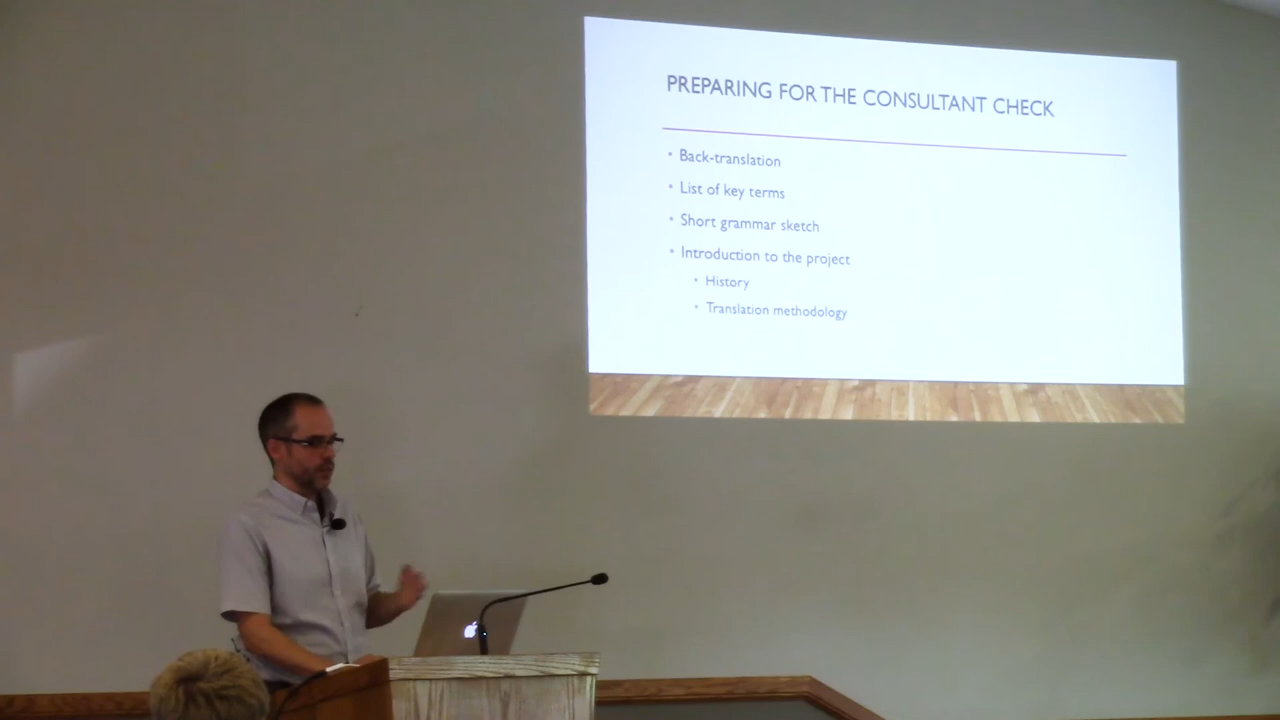 PREPARING FOR THE CONSULTANT CHECK
• Back-translation
• List of key terms
• Short grammar sketch
• Introduction to the project
• History
• Translation methodology